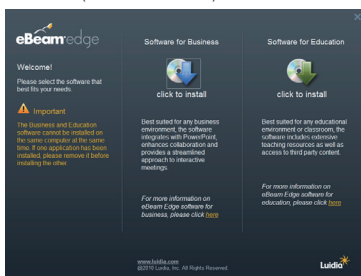 eBeam edge
Welcome!
Please select the software that
best fits your needs.
Important
The Business and Education
software cannot be installed on
the same computer at the same
time. If one application has been
installed, please remove it before
installing the other.
Software for Business
click to install
Best suited for any business
environment, the software
integrates with PowerPoint,
enhances collaboration and
provides a streamlined
approach to interactive
meetings.
For more information on
eBeam Edge software for
business, please click here
Software for Education
click to install
Best suited for any educational
environment or classroom, the
software includes extensive
teaching resources as well as
access to third party content.
For more information on
eBeam Edge software for
education, please click here
www.luidia.com
@2010 Luidia, Inc. All Rights Reserved.
Luidia